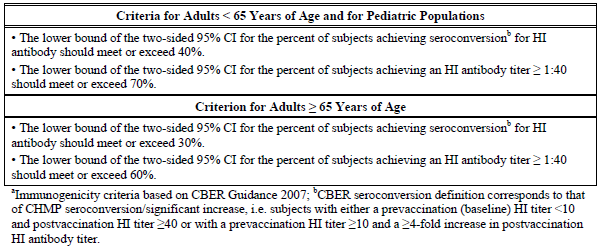 Criteria for Adults < 65 Years of Age and for Pediatric Populations
• The lower bound of the two-sided 95% CI for the percent of subjects achieving seroconversionᵇ for HI
antibody should meet or exceed 40%.
• The lower bound of the two-sided 95% CI for the percent of subjects achieving an HI antibody titer ≥ 1:40
should meet or exceed 70%.
Criterion for Adults ≥ 65 Years of Age
• The lower bound of the two-sided 95% CI for the percent of subjects achieving seroconversionᵇ for HI
antibody should meet or exceed 30%.
• The lower bound of the two-sided 95% CI for the percent of subjects achieving an HI antibody titer ≥ 1:40
should meet or exceed 60%.
ᵃImmunogenicity criteria based on CBER Guidance 2007; ᵇCBER seroconversion definition corresponds to that
of CHMP seroconversion/significant increase, i.e. subjects with either a prevaccination (baseline) HI titer <10
and postvaccination HI titer ≥40 or with a prevaccination HI titer ≥10 and a ≥4-fold increase in postvaccination
HI antibody titer.